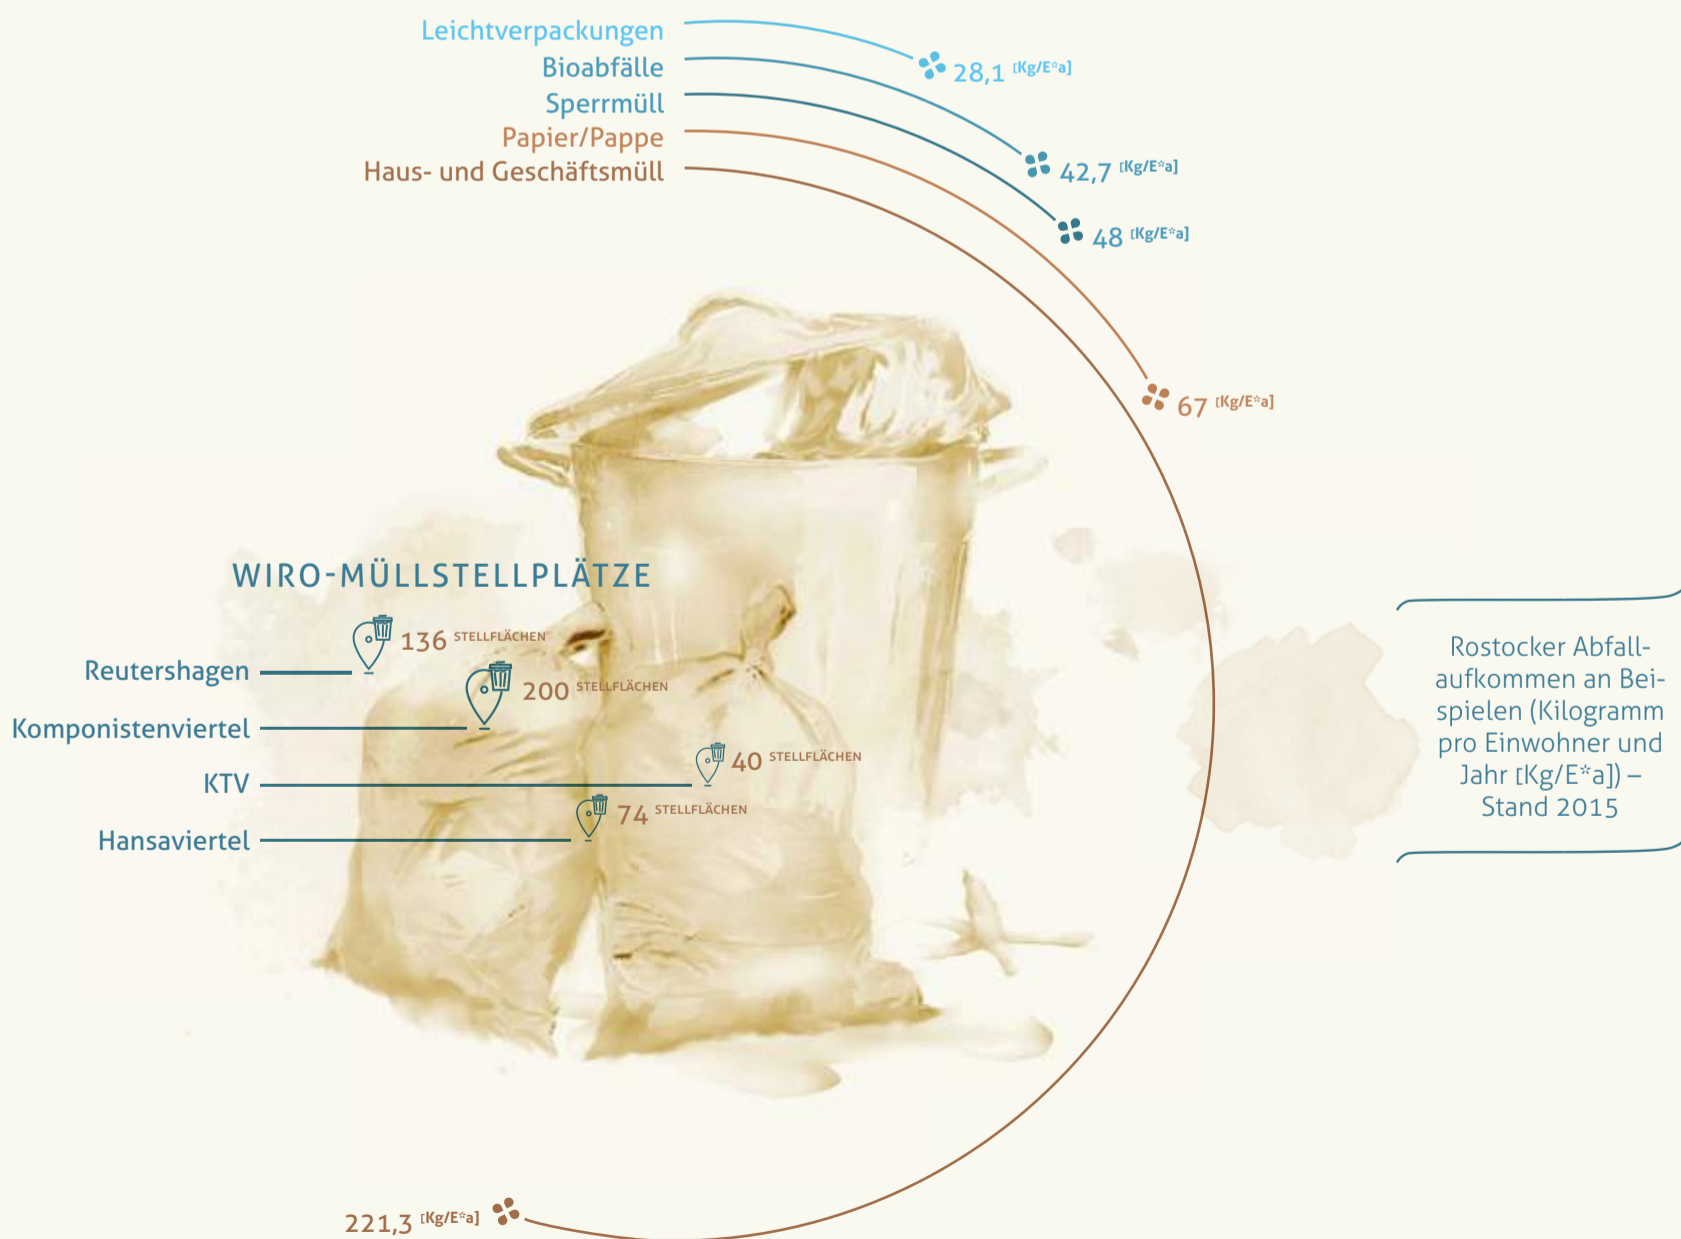 Leichtverpackungen
28,1 [Kg/E*a]
Bioabfälle
42,7 [Kg/E*a]
Sperrmüll
48 [Kg/E*a]
Papier/Pappe
67 [Kg/E*a]
Haus- und Geschäftsmüll
221,3 [Kg/E*a]
WIRO-MÜLLSTELLPLÄTZE
Reutershagen
136 STELLFLÄCHEN
Komponistenviertel
200 STELLFLÄCHEN
KTV
40 STELLFLÄCHEN
Hansaviertel
74 STELLFLÄCHEN
Rostocker Abfall-
aufkommen an Bei-
spielen (Kilogramm
pro Einwohner und
Jahr [Kg/E*a]) –
Stand 2015